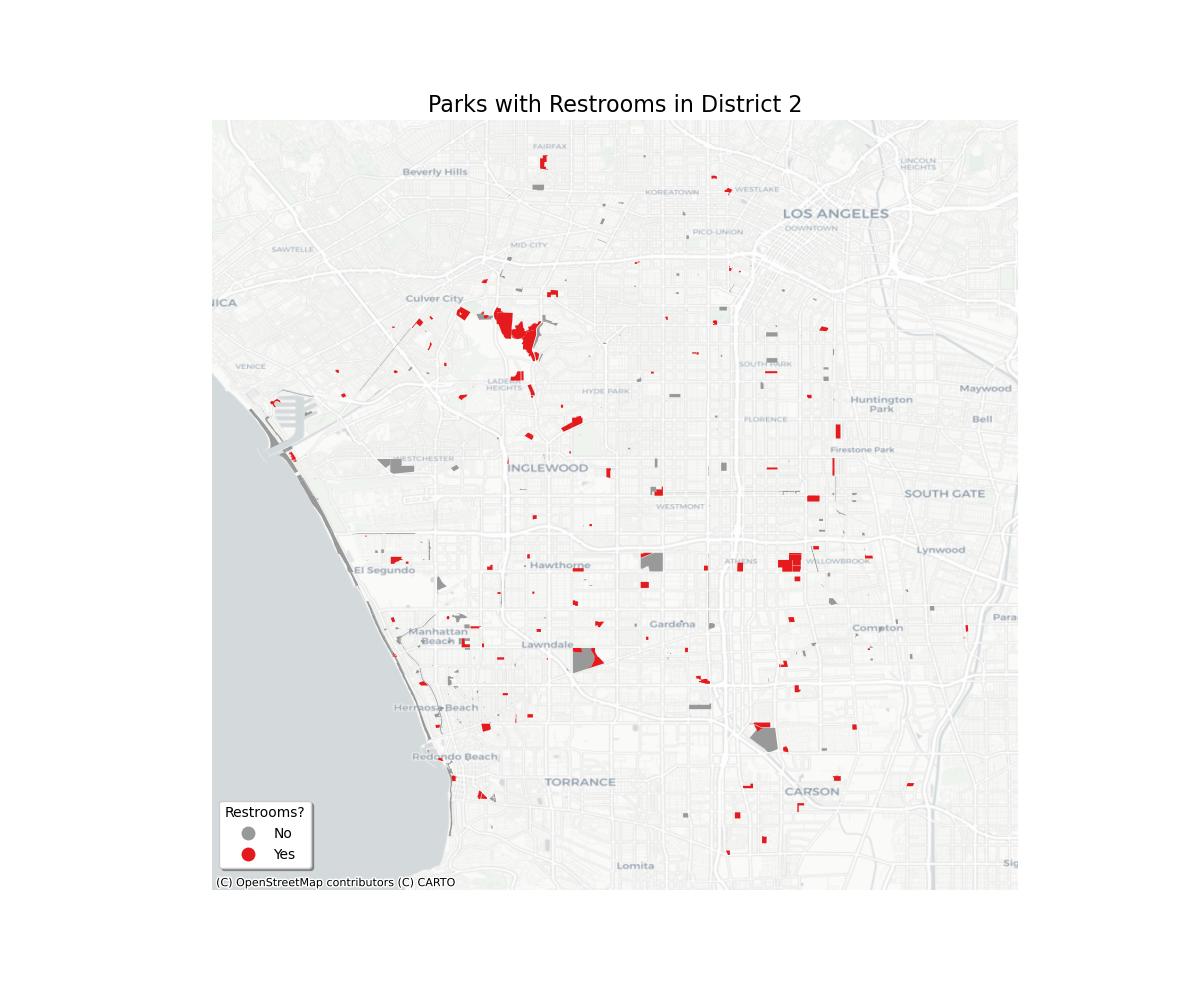 Parks with Restrooms in District 2
FAIRFAX
Beverly Hills
LINCOLN
HEIGHTS
KOREATOWN
WESTLAKE
LOS ANGELES
DOWNTOWN
PICO-UNION
SAWTELLE
MID-CITY
NICA
Culver City
VENICE
SOUTH PARK
LADERA
HEIGHTS
HYDE PARK
Maywood
Huntington
Park
Bell
FLORENCE
Firestone Park
WESTCHESTER
INGLEWOOD
SOUTH GATE
WESTMONT
Lynwood
El Segundo
Hawthorne
ATHENS
WILLOWBROOK
Para
Manhattan
Beach
Gardena
Compton
Lawndale
Hermosa Beach
Redondo Beach
TORRANCE
CARSON
Lomita
Sig
Restrooms?
No
Yes
(C) OpenStreetMap contributors (C) CARTO